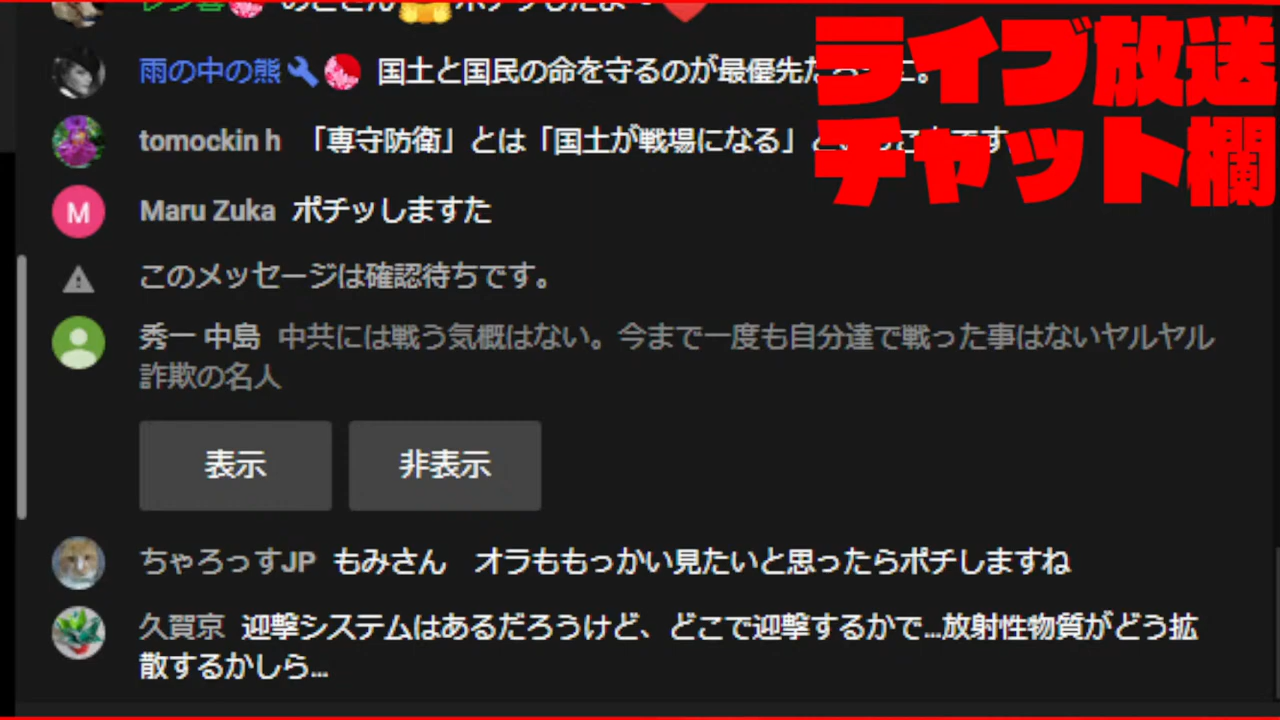 ライブ放送
チャット欄
雨の中の熊 国土と国民の命を守るのが最優先だ
tomockin h 「専守防衛」とは「国土が戦場になる」
Maru Zuka ポチッしますた
このメッセージは確認待ちです。
秀一 中島 中共には戦う気概はない。今まで一度も自分達で戦った事はないヤルヤル
詐欺の名人
表示 非表示
ちゃろっすJP もみさん オラももっかい見たいと思ったらポチしますね
久賀京 迎撃システムはあるだろうけど、どこで迎撃するかで...放射性物質がどう拡
散するかしら...